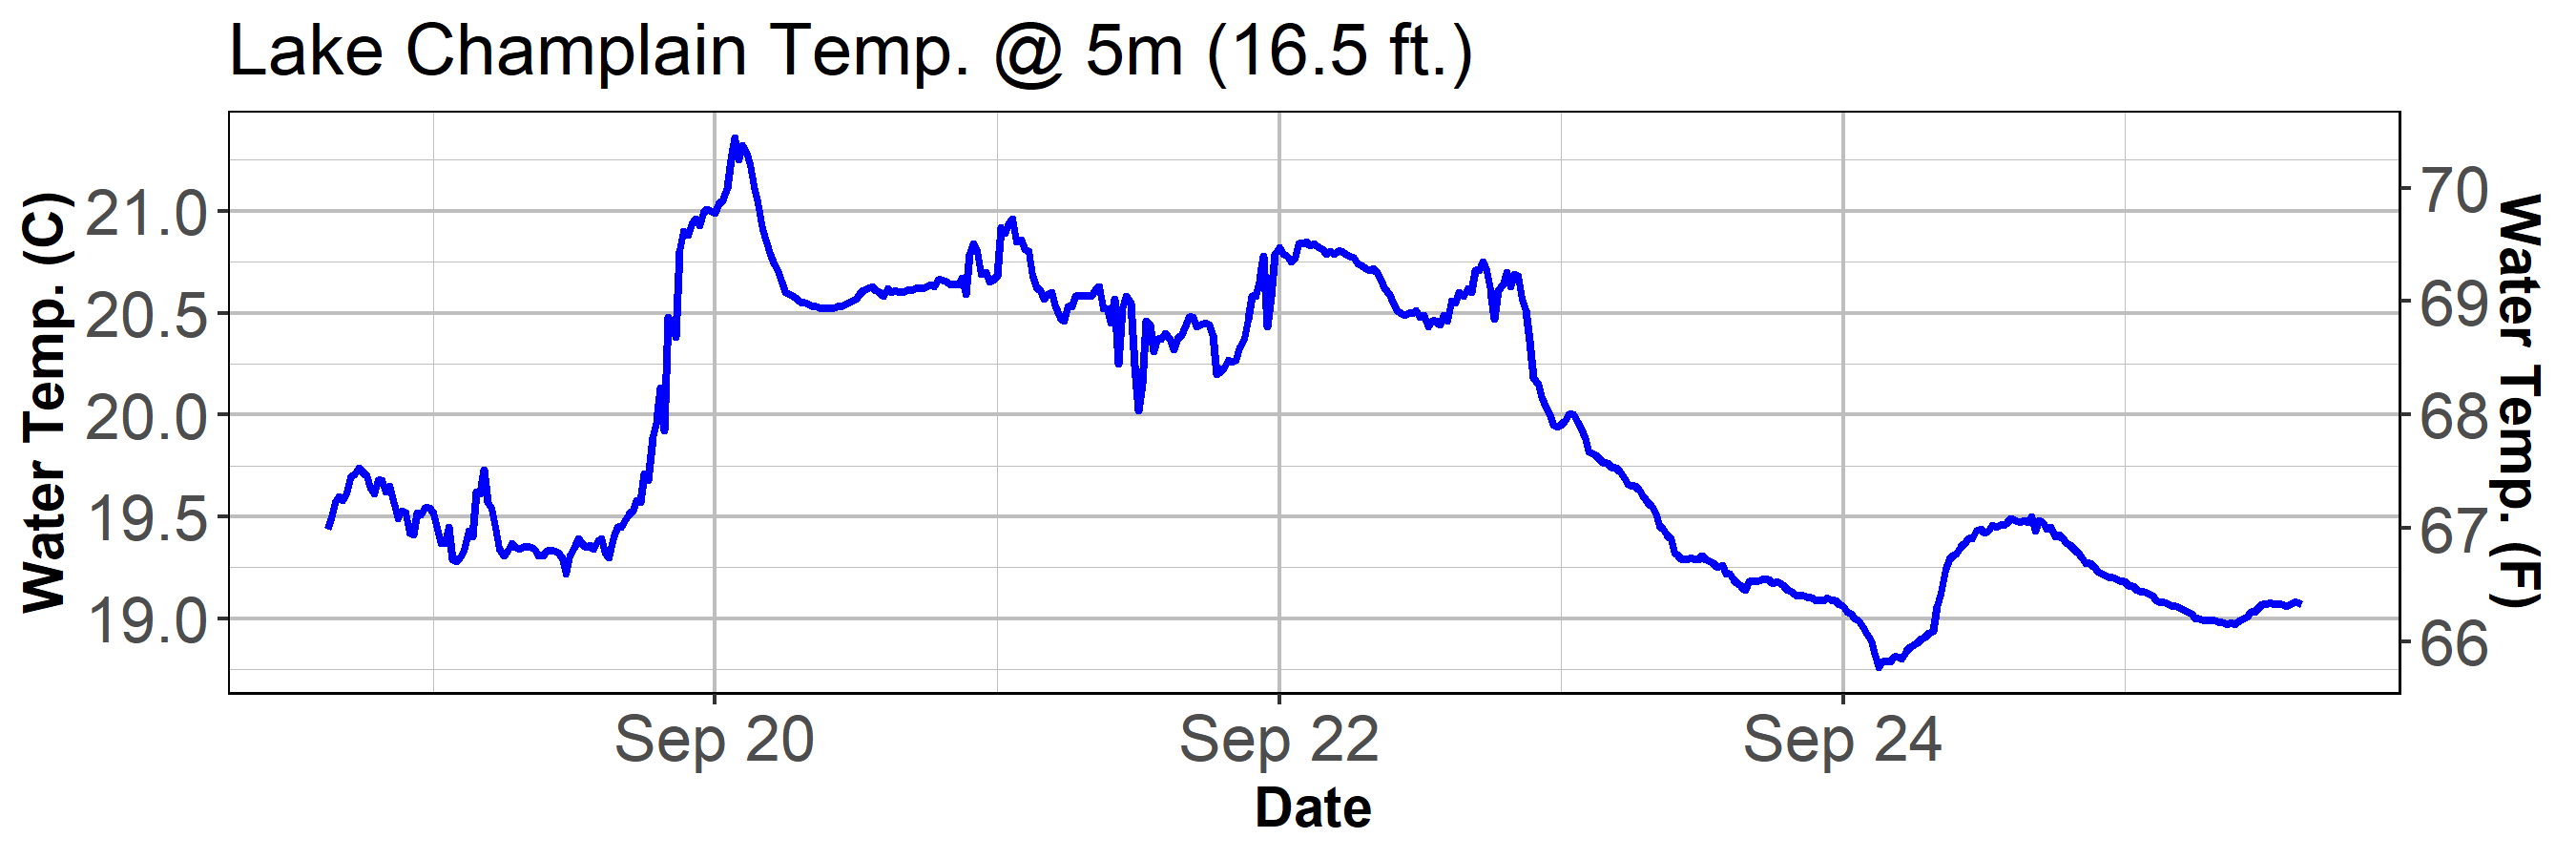 Lake Champlain Temp. @ 5m (16.5 ft.)
Water Temp. (C)
21.0
20.5
20.0
19.5
19.0
70
69
68
67
66
Water Temp. (F)
Sep 20
Sep 22
Sep 24
Date